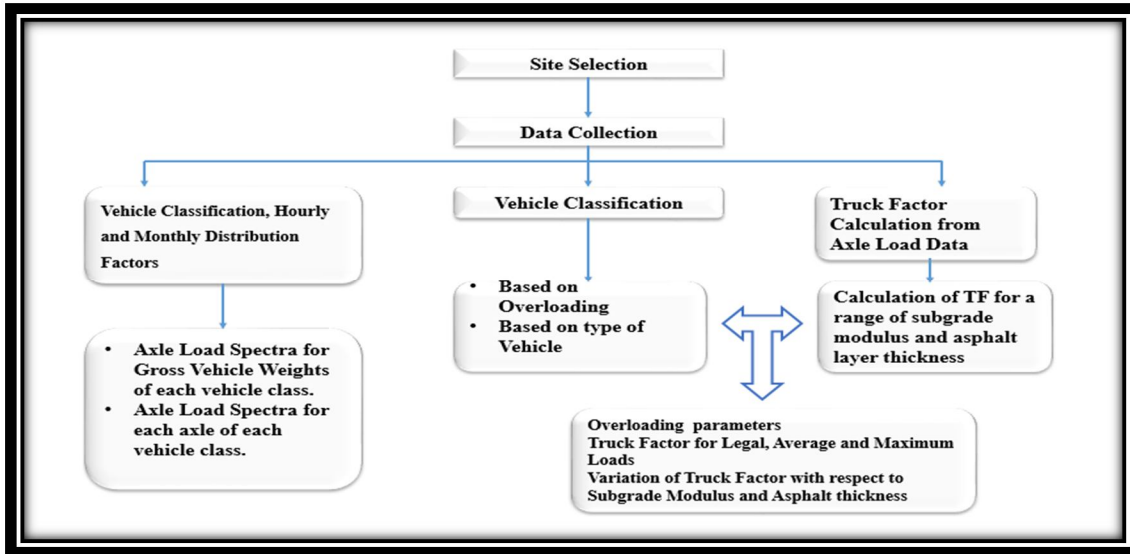 Site Selection
Data Collection
Vehicle Classification, Hourly
and Monthly Distribution
Factors
• Axle Load Spectra for
Gross Vehicle Weights
of each vehicle class.
• Axle Load Spectra for
each axle of each
vehicle class.
Vehicle Classification
• Based on
Overloading
• Based on type of
Vehicle
Truck Factor
Calculation from
Axle Load Data
Calculation of TF for a
range of subgrade
modulus and asphalt
layer thickness
Overloading parameters
Truck Factor for Legal, Average and Maximum
Loads
Variation of Truck Factor with respect to
Subgrade Modulus and Asphalt thickness